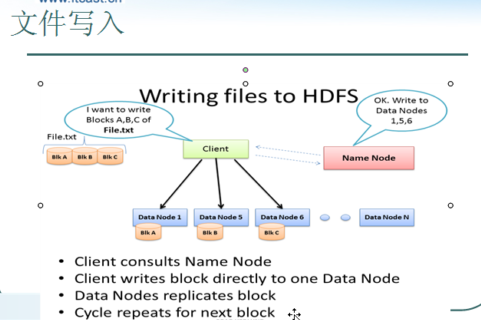 www.itcast.cn
文件写入
Writing files to HDFS
I want to write
Blocks A,B,C of
File.txt
OK. Write to
Data Nodes
1,5,6
File.txt
Blk A
Blk B
Blk C
Client
Name Node
Data Node 1
Data Node 5
Data Node 6
Data Node N
Blk A
Blk B
Blk C
• Client consults Name Node
• Client writes block directly to one Data Node
• Data Nodes replicates block
• Cycle repeats for next block